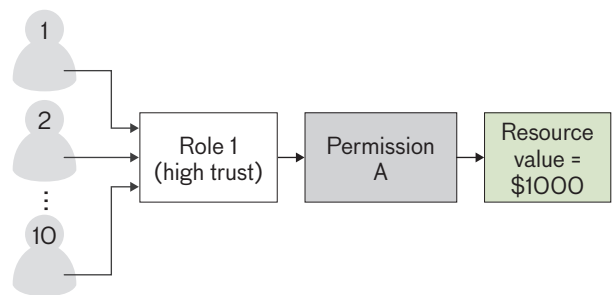 1
2
⋮
10
Role 1
(high trust)
Permission
A
Resource
value =
$1000